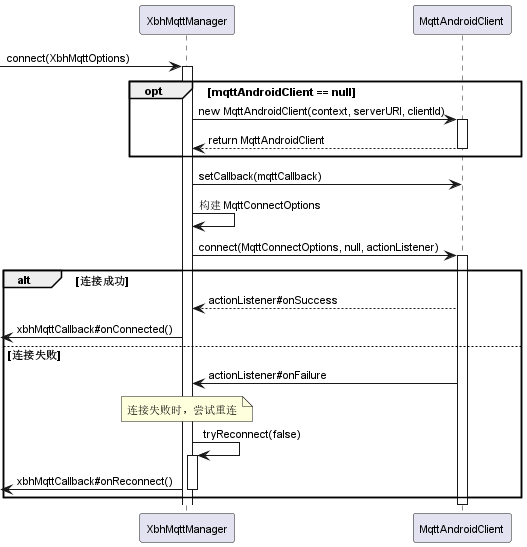 XbhMqttManager
MqttAndroidClient
connect(XbhMqttOptions)
opt
[mqttAndroidClient == null]
new MqttAndroidClient(context, serverURI, clientId)
return MqttAndroidClient
setCallback(mqttCallback)
构建 MqttConnectOptions
connect(MqttConnectOptions, null, actionListener)
alt
[连接成功]
actionListener#onSuccess
xbhMqttCallback#onConnected()
[连接失败]
actionListener#onFailure
连接失败时，尝试重连
tryReconnect(false)
xbhMqttCallback#onReconnect()
XbhMqttManager
MqttAndroidClient